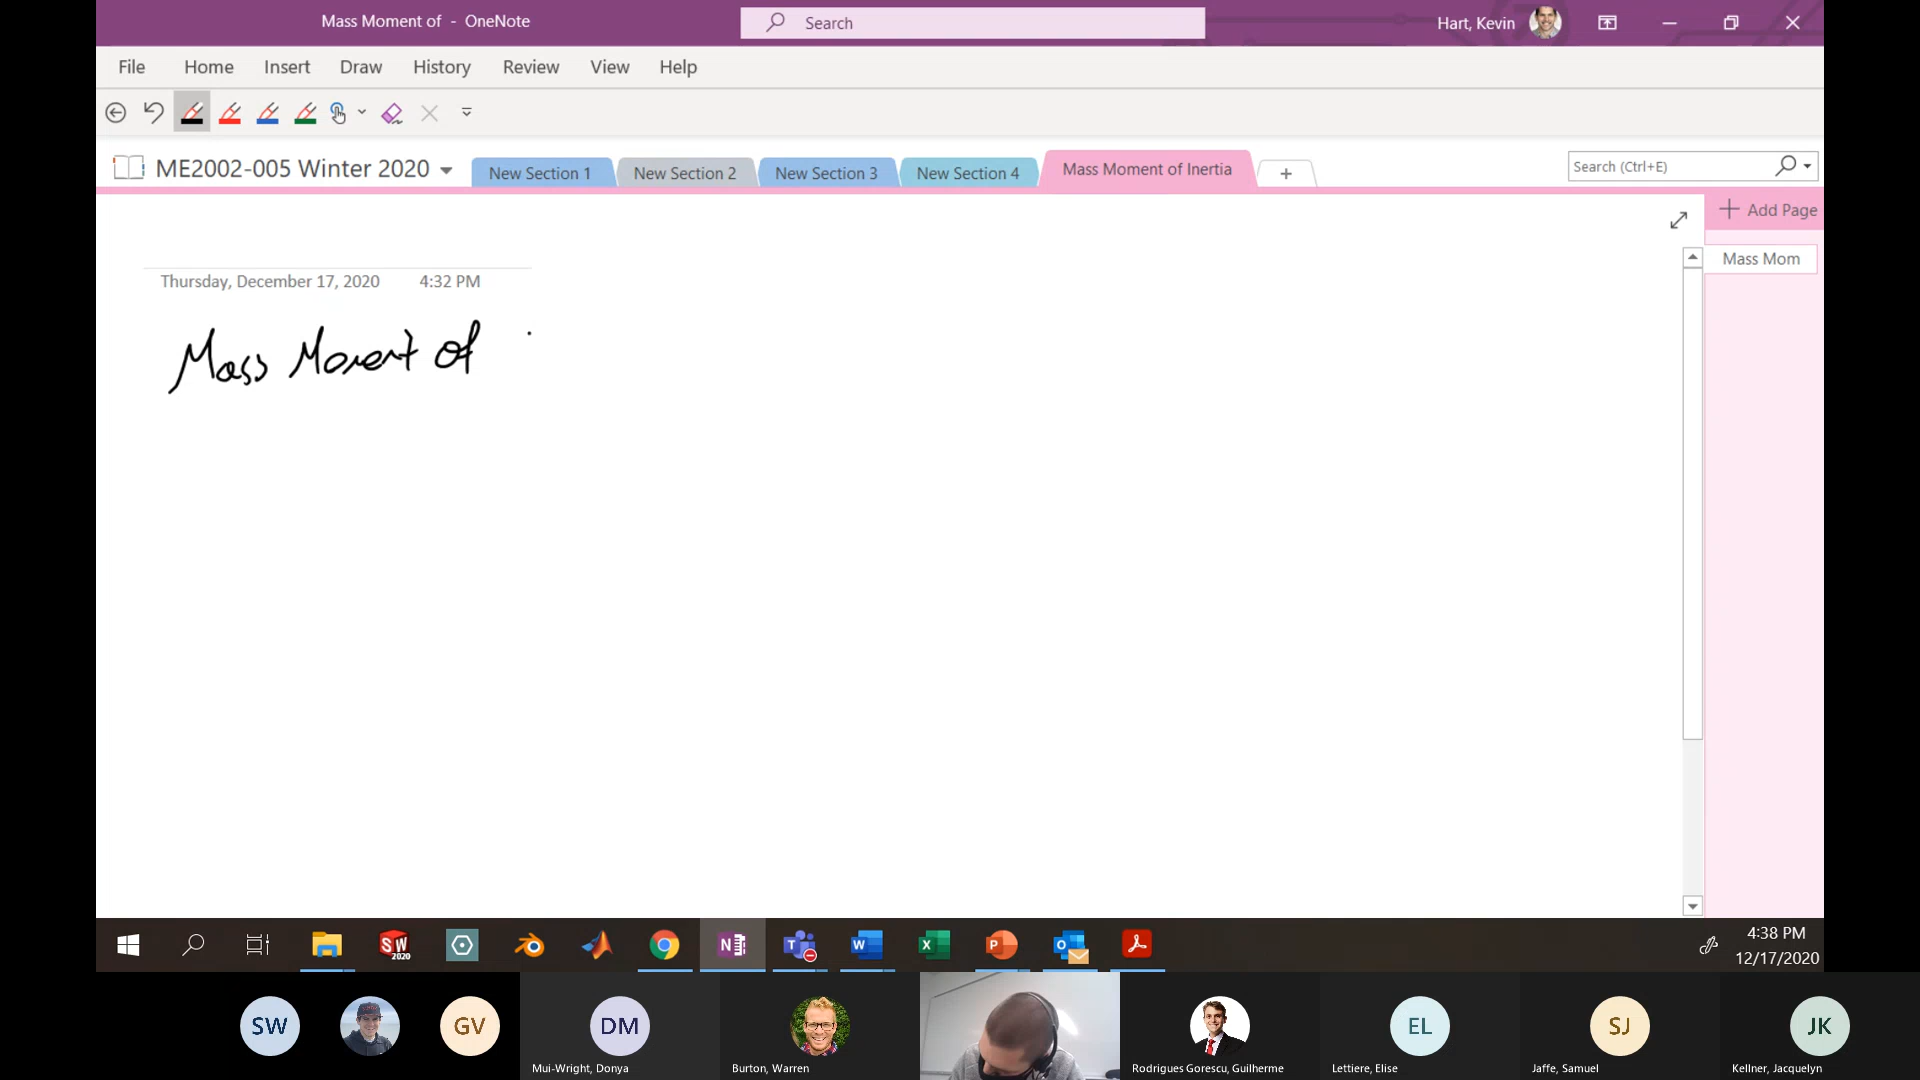 Mass Moment of - OneNote
Search
Hart, Kevin
File Home Insert Draw History Review View Help
ME2002-005 Winter 2020
New Section 1
New Section 2
New Section 3
New Section 4
Mass Moment of Inertia
+
Search (Ctrl+E)
Add Page
Mass Mom
Thursday, December 17, 2020 4:32 PM
Mass Moment of
SW
2020
N
T
W
X
P
O
4:38 PM
12/17/2020
SW
GV
DM
EL
SJ
JK
Mui-Wright, Donya
Burton, Warren
Rodrigues Gorescu, Guilherme
Lettiere, Elise
Jaffe, Samuel
Kellner, Jacquelyn